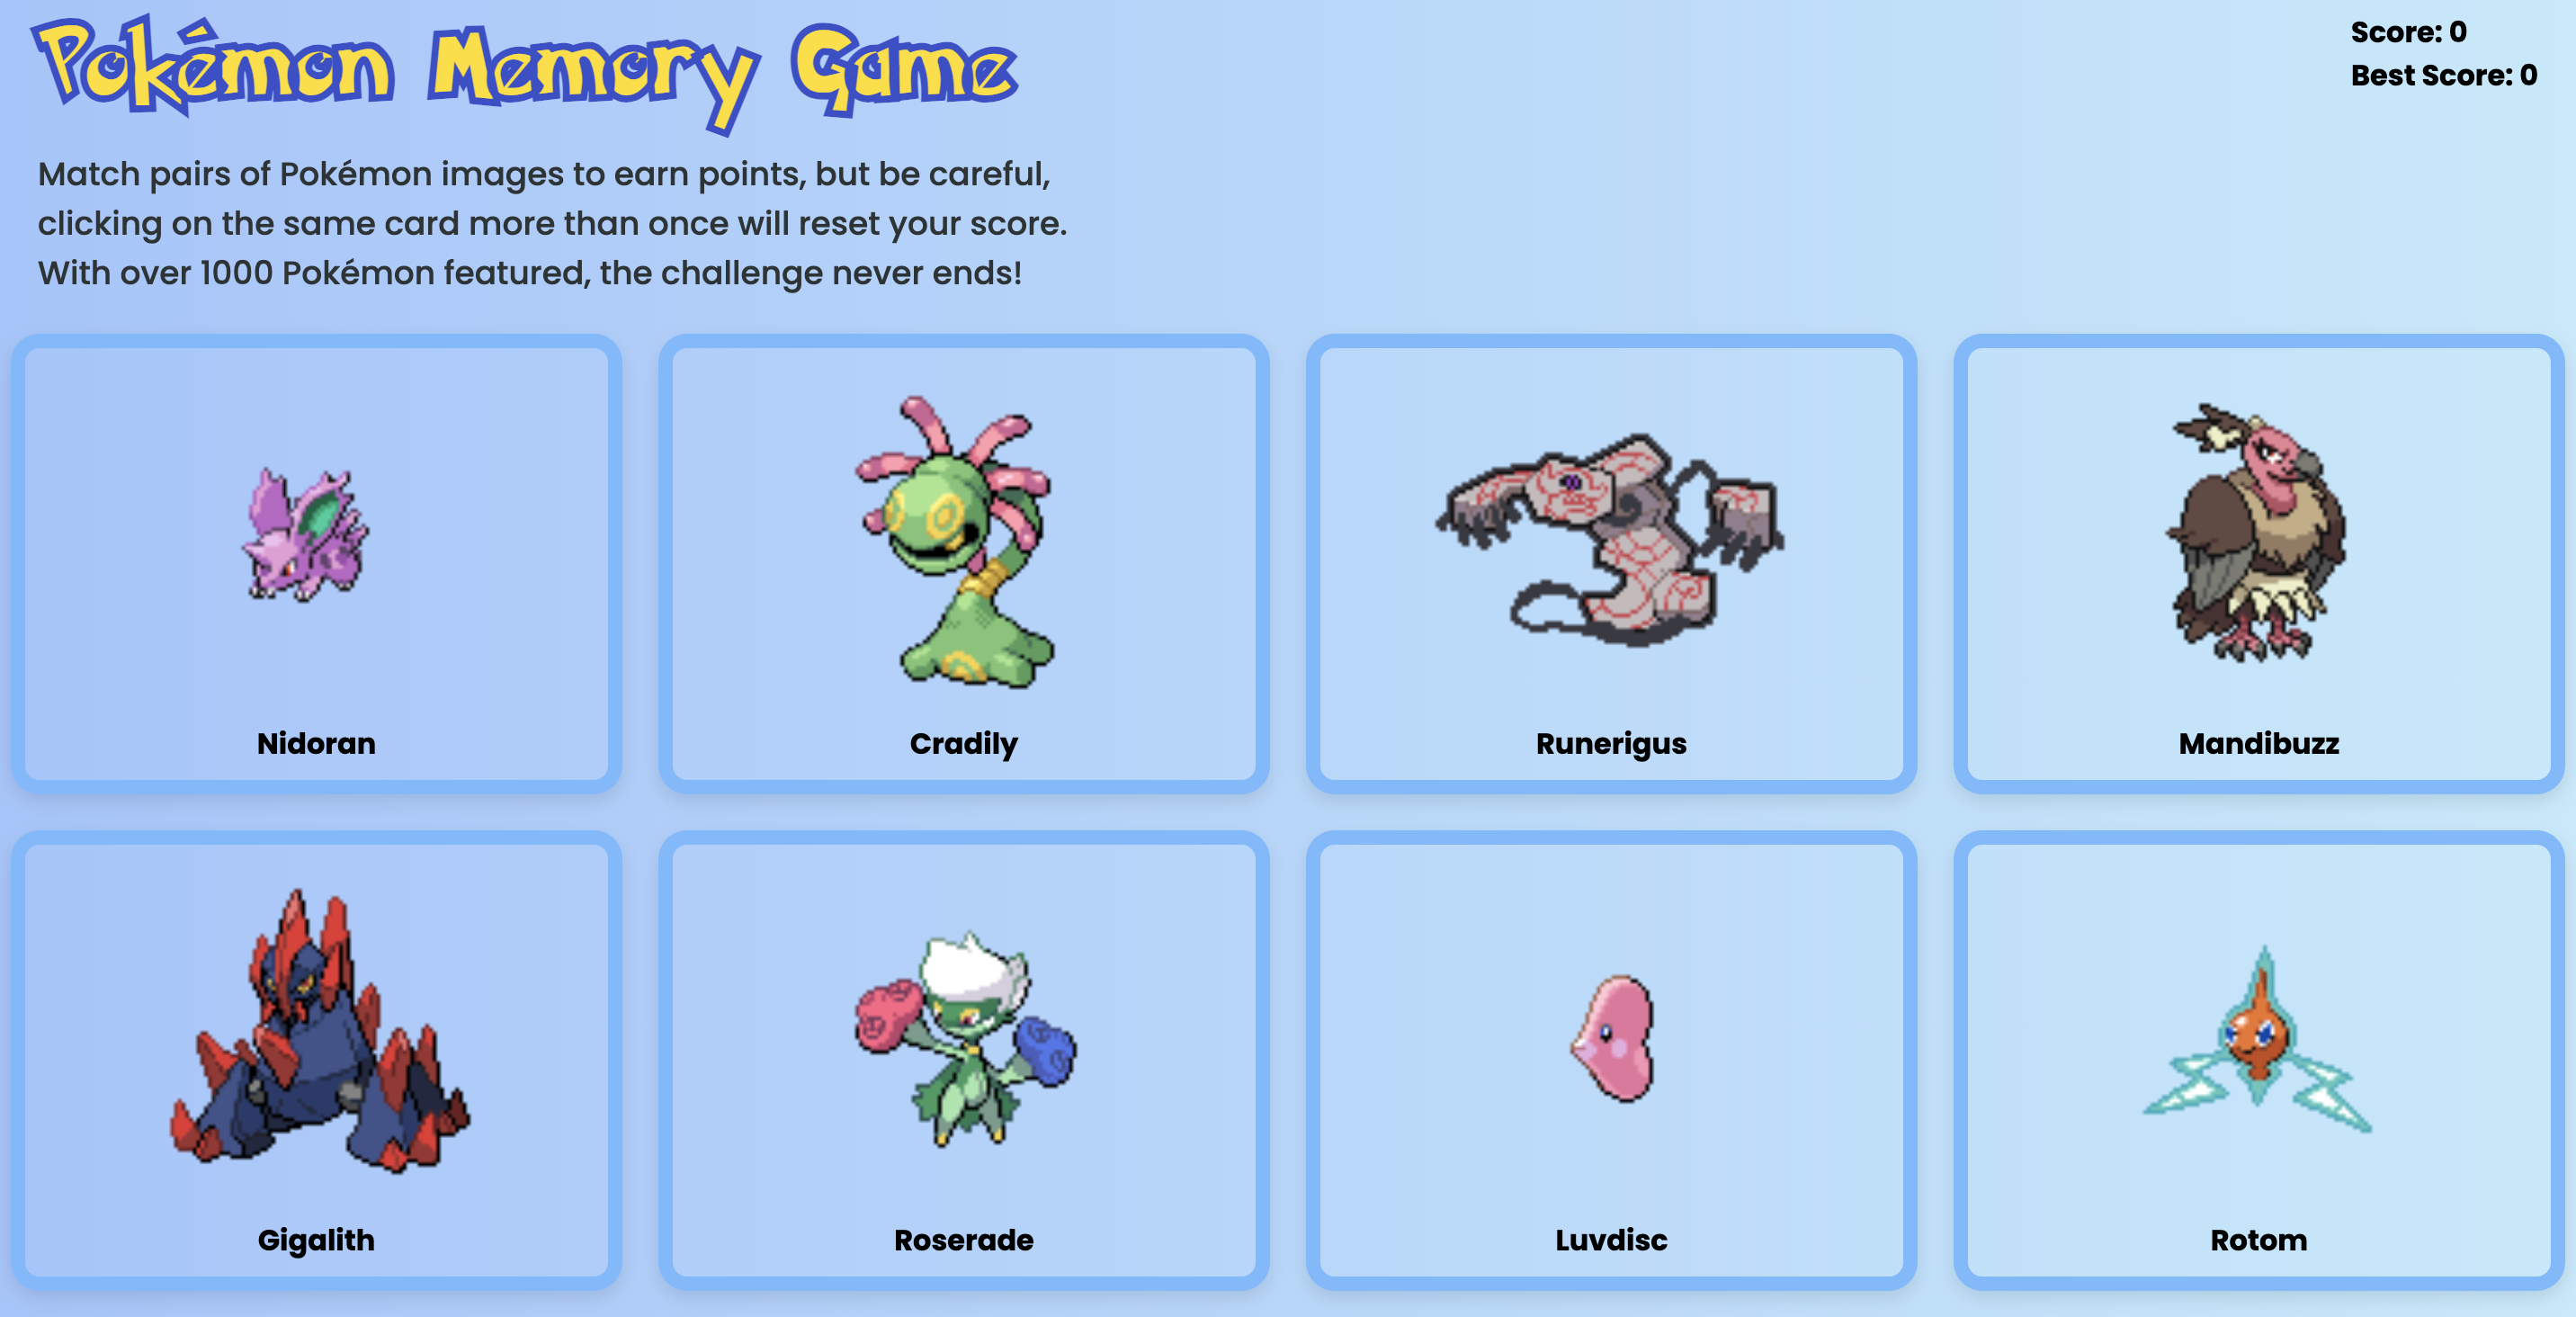 Pokémon Memory Game
Score: 0
Best Score: 0
Match pairs of Pokémon images to earn points, but be careful,
clicking on the same card more than once will reset your score.
With over 1000 Pokémon featured, the challenge never ends!
Nidoran
Cradily
Runerigus
Mandibuzz
Gigalith
Roserade
Luvdisc
Rotom